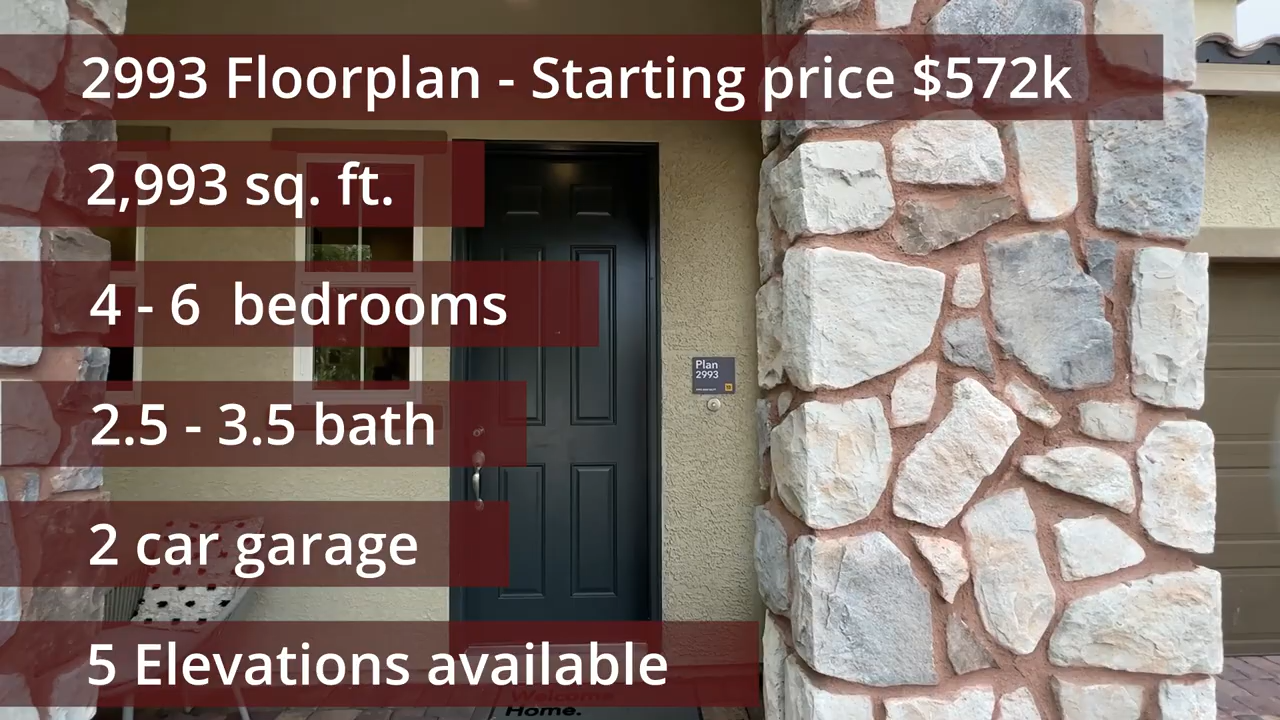 2993 Floorplan - Starting price $572k
2,993 sq. ft.
4 - 6 bedrooms
Plan
2993
2.5 - 3.5 bath
2 car garage
5 Elevations available
Welcome
Home.